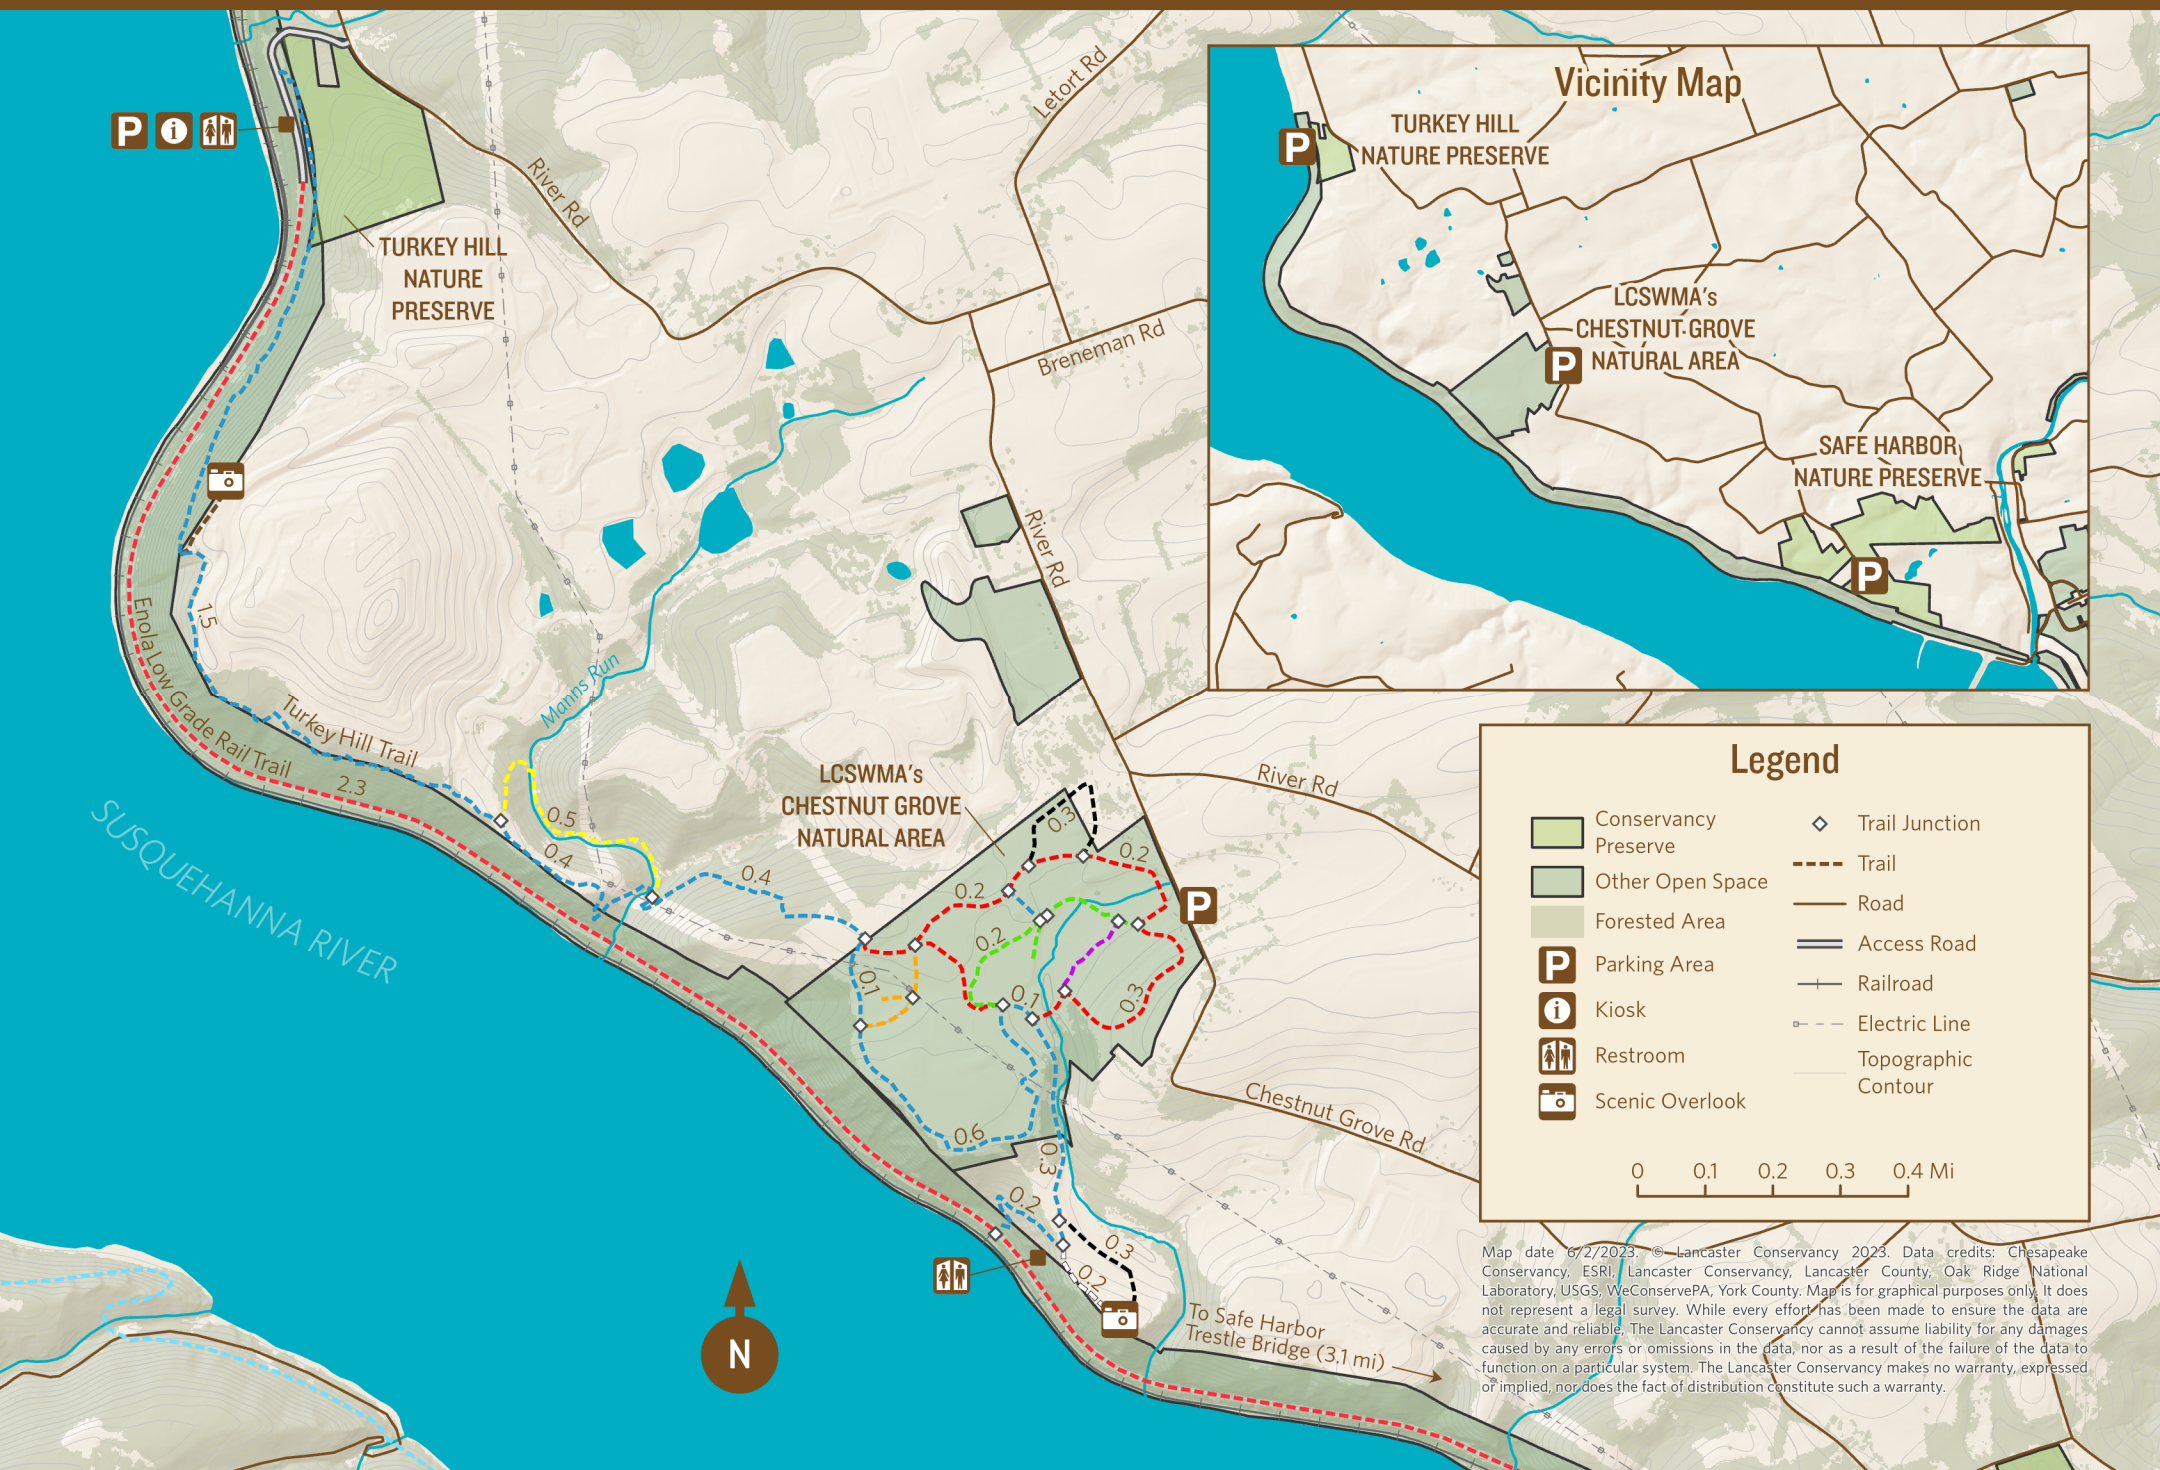 Letort Rd
River Rd
TURKEY HILL
NATURE
PRESERVE
P
i
Breneman Rd
River Rd
1.5
Enola Low Grade Rail Trail
Turkey Hill Trail
2.3
Manns Run
SUSQUEHANNA RIVER
0.5
0.4
0.4
LCSWMA's
CHESTNUT GROVE
NATURAL AREA
0.3
0.2
0.2
0.2
0.1
0.1
0.3
0.6
0.3
0.2
0.3
0.2
P
River Rd
Chestnut Grove Rd
To Safe Harbor
Trestle Bridge (3.1 mi)
N
Vicinity Map
TURKEY HILL
NATURE PRESERVE
P
LCSWMA's
CHESTNUT GROVE
NATURAL AREA
P
SAFE HARBOR
NATURE PRESERVE
P
Legend
Conservancy
Preserve
Other Open Space
Forested Area
P Parking Area
i Kiosk
Restroom
Scenic Overlook
Trail Junction
Trail
Road
Access Road
Railroad
Electric Line
Topographic
Contour
0 0.1 0.2 0.3 0.4 Mi
Map date 6/2/2023. © Lancaster Conservancy 2023. Data credits: Chesapeake
Conservancy, ESRI, Lancaster Conservancy, Lancaster County, Oak Ridge National
Laboratory, USGS, WeConservePA, York County. Map is for graphical purposes only. It does
not represent a legal survey. While every effort has been made to ensure the data are
accurate and reliable, The Lancaster Conservancy cannot assume liability for any damages
caused by any errors or omissions in the data, nor as a result of the failure of the data to
function on a particular system. The Lancaster Conservancy makes no warranty, expressed
or implied, nor does the fact of distribution constitute such a warranty.